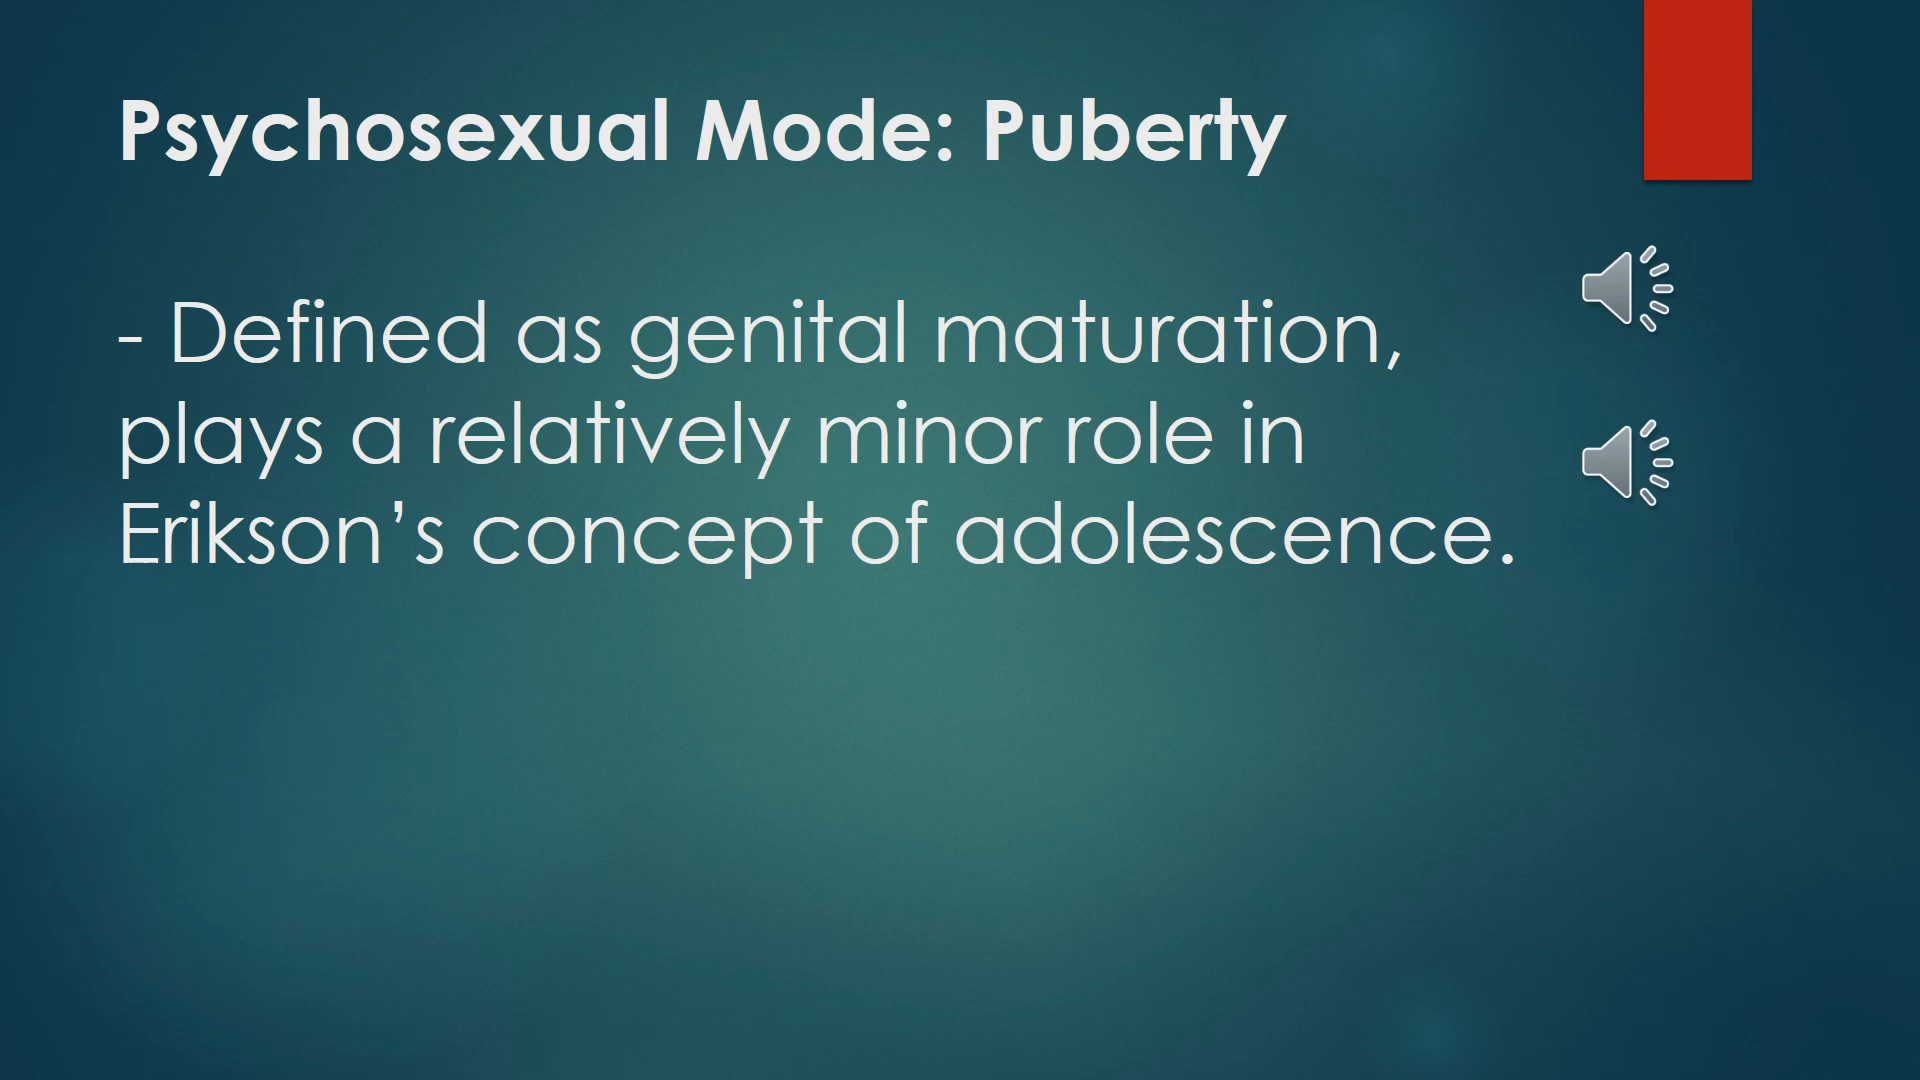 Psychosexual Mode: Puberty
- Defined as genital maturation,
plays a relatively minor role in
Erikson’s concept of adolescence.